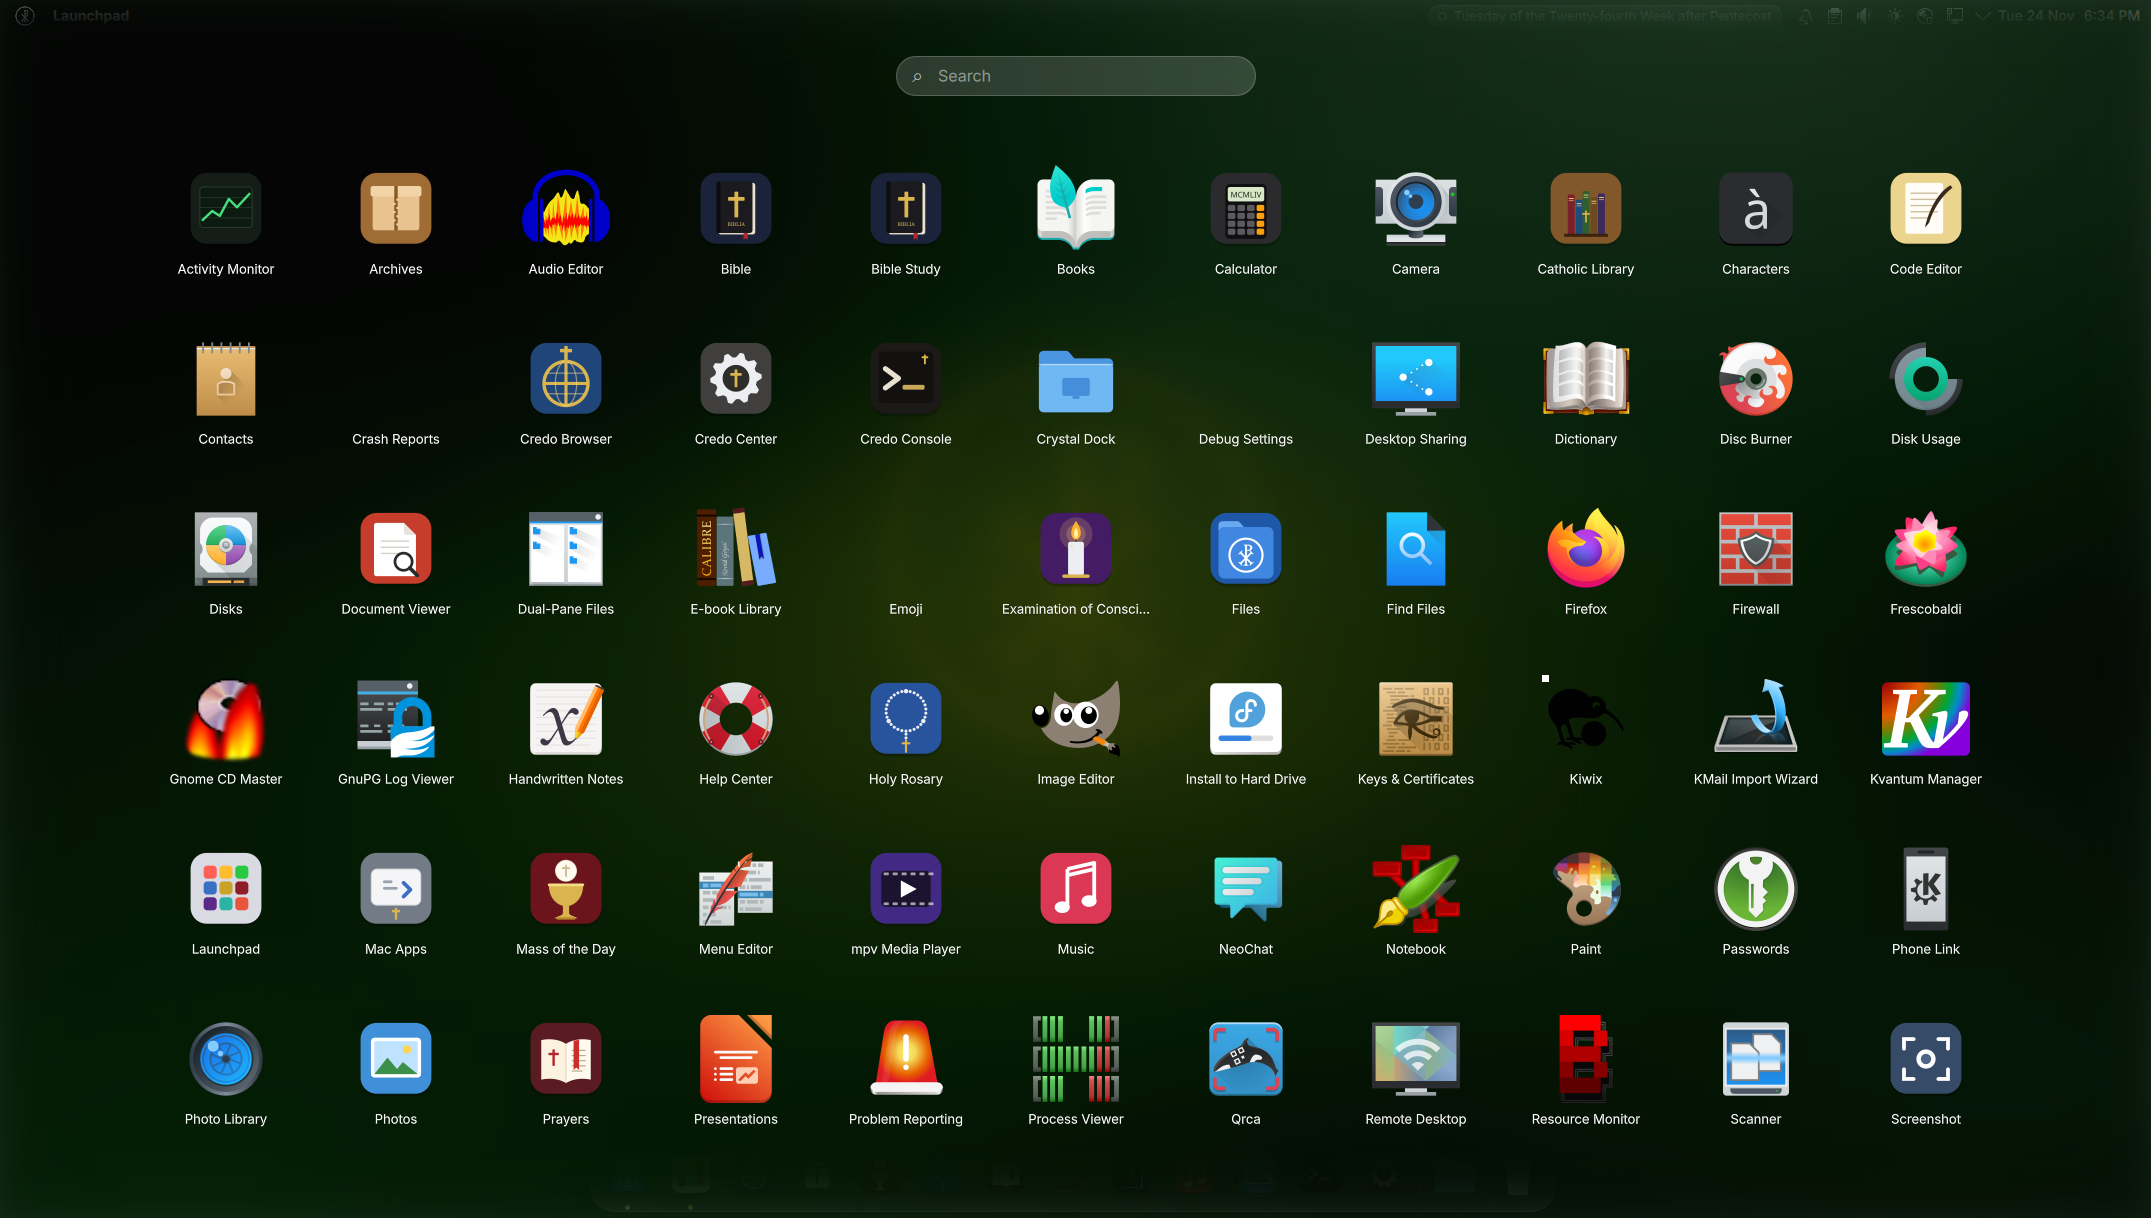 Launchpad
Tuesday of the Twenty-fourth Week after Pentecost
Tue 24 Nov 6:34 PM
Search
MCMLIV
BIBLIA
BIBLIA
à
Activity Monitor
Archives
Audio Editor
Bible
Bible Study
Books
Calculator
Camera
Catholic Library
Characters
Code Editor
Contacts
Crash Reports
Credo Browser
Credo Center
Credo Console
Crystal Dock
Debug Settings
Desktop Sharing
Dictionary
Disc Burner
Disk Usage
CALIBRE
Disks
Document Viewer
Dual-Pane Files
E-book Library
Emoji
Examination of Consci...
Files
Find Files
Firefox
Firewall
Frescobaldi
x
Kv
Gnome CD Master
GnuPG Log Viewer
Handwritten Notes
Help Center
Holy Rosary
Image Editor
Install to Hard Drive
Keys & Certificates
Kiwix
KMail Import Wizard
Kvantum Manager
K
Launchpad
Mac Apps
Mass of the Day
Menu Editor
mpv Media Player
Music
NeoChat
Notebook
Paint
Passwords
Phone Link
Photo Library
Photos
Prayers
Presentations
Problem Reporting
Process Viewer
Qrca
Remote Desktop
Resource Monitor
Scanner
Screenshot